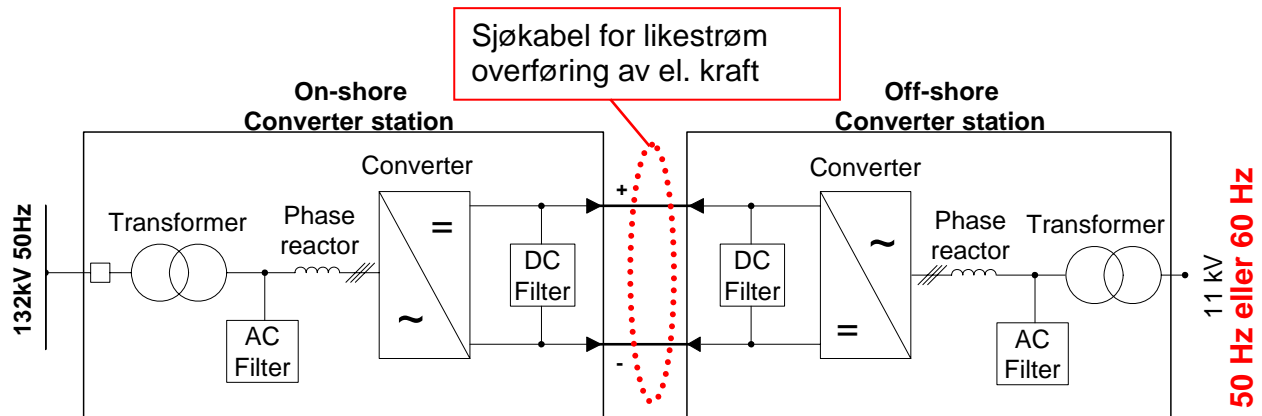 Sjøkabel for likestrøm
overføring av el. kraft
On-shore
Converter station
Off-shore
Converter station
132kV 50Hz
Transformer
Phase
reactor
Converter
=
~
AC
Filter
DC
Filter
+
-
DC
Filter
Converter
~
=
Phase
reactor
Transformer
AC
Filter
11 kV
50 Hz eller 60 Hz